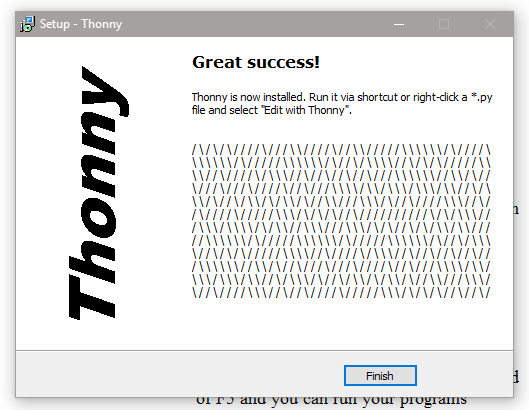 Setup - Thonny
Great success!
Thonny is now installed. Run it via shortcut or right-click a *.py
file and select "Edit with Thonny".
Thonny
Finish
of F5 and you can run your programs